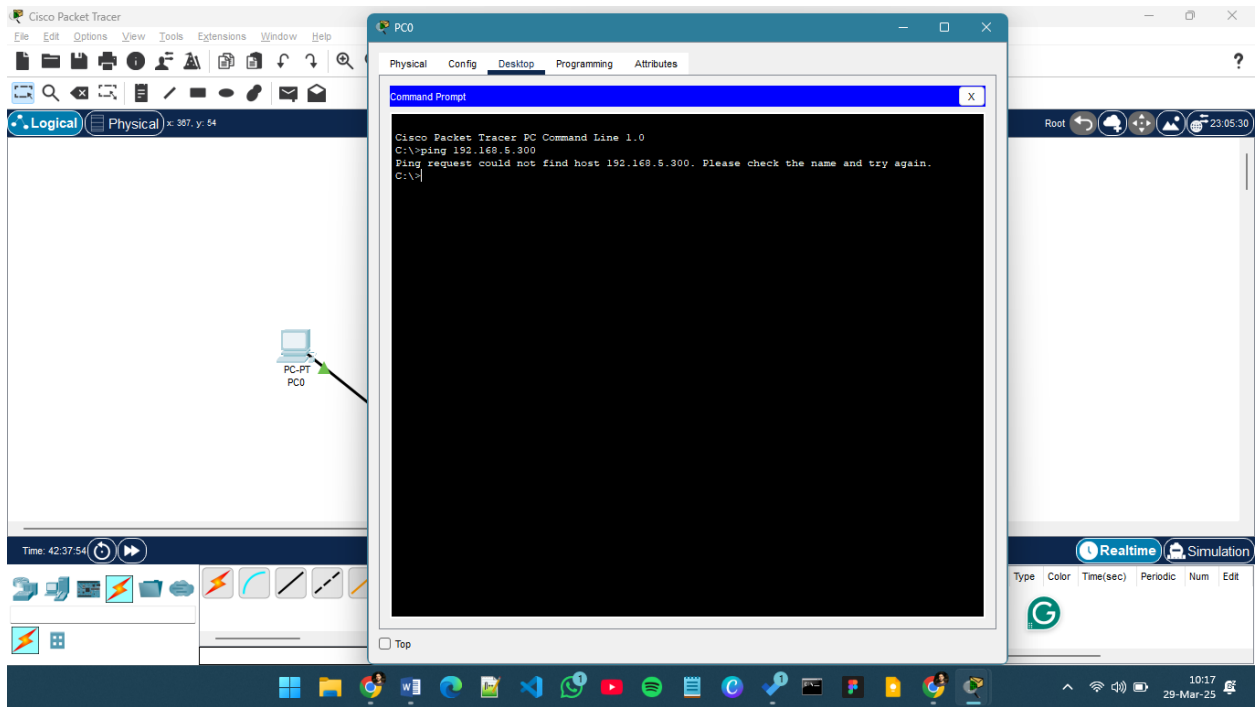 Cisco Packet Tracer
File Edit Options View Tools Extensions Window Help
?
Logical Physical x: 387, y: 54
Root 23:05:30
PC-PT
PC0
PC0
Physical Config Desktop Programming Attributes
Command Prompt
X
Cisco Packet Tracer PC Command Line 1.0
C:\>ping 192.168.5.300
Ping request could not find host 192.168.5.300. Please check the name and try again.
C:\>
Top
Time: 42:37:54
Realtime Simulation
Type Color Time(sec) Periodic Num Edit
G
1 1
10:17
29-Mar-25